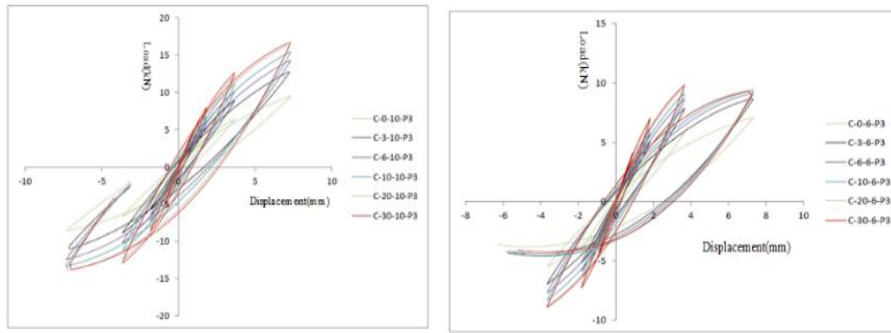 20
15
10
5
0
-5
-10
-15
-20
-10
-5
0
5
10
Load(kN)
Displacement(mm)
C-0-10-P3
C-3-10-P3
C-6-10-P3
C-10-10-P3
C-20-10-P3
C-30-10-P3
15
10
5
0
-5
-10
-8
-6
-4
-2
0
2
4
6
8
10
Load(kN)
Displacement(mm)
C-0-6-P3
C-3-6-P3
C-6-6-P3
C-10-6-P3
C-20-6-P3
C-30-6-P3